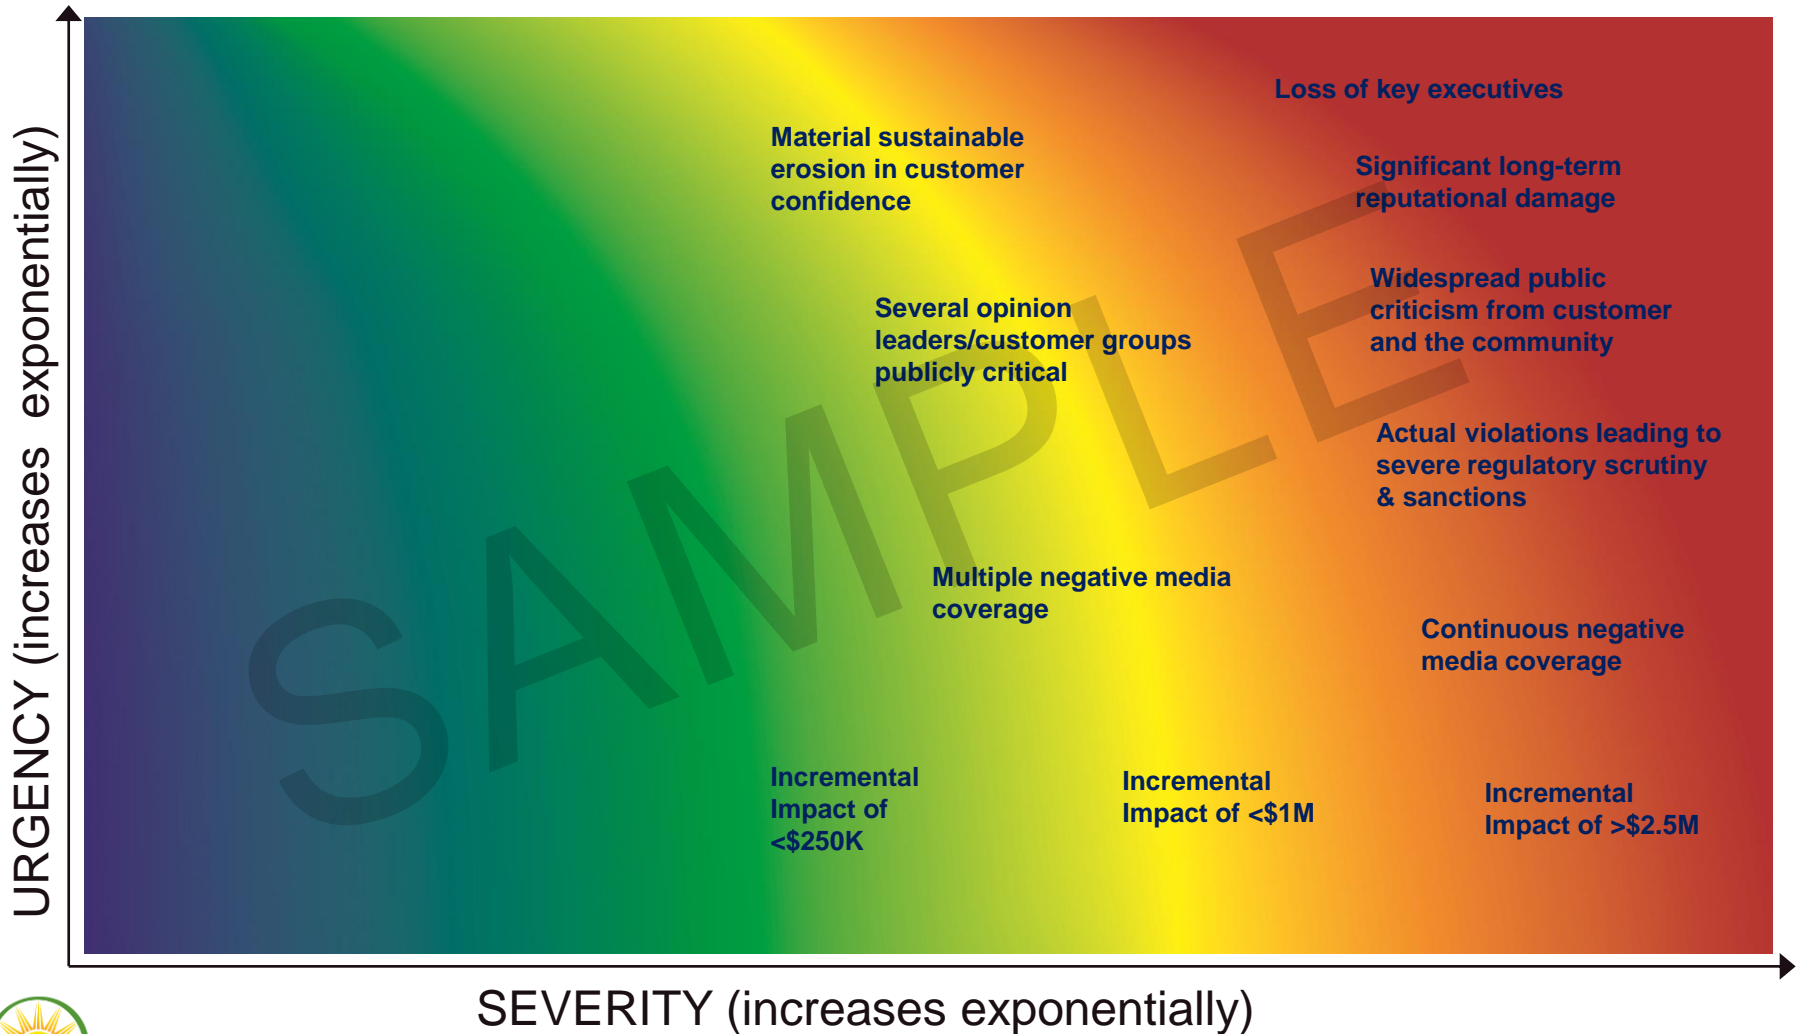 URGENCY (increases exponentially)
Loss of key executives
Material sustainable
erosion in customer
confidence
Significant long-term
reputational damage
Widespread public
criticism from customer
and the community
Several opinion
leaders/customer groups
publicly critical
Actual violations leading to
severe regulatory scrutiny
& sanctions
Multiple negative media
coverage
Continuous negative
media coverage
Incremental
Impact of
<$250K
Incremental
Impact of <$1M
Incremental
Impact of >$2.5M
SAMPLE
SEVERITY (increases exponentially)